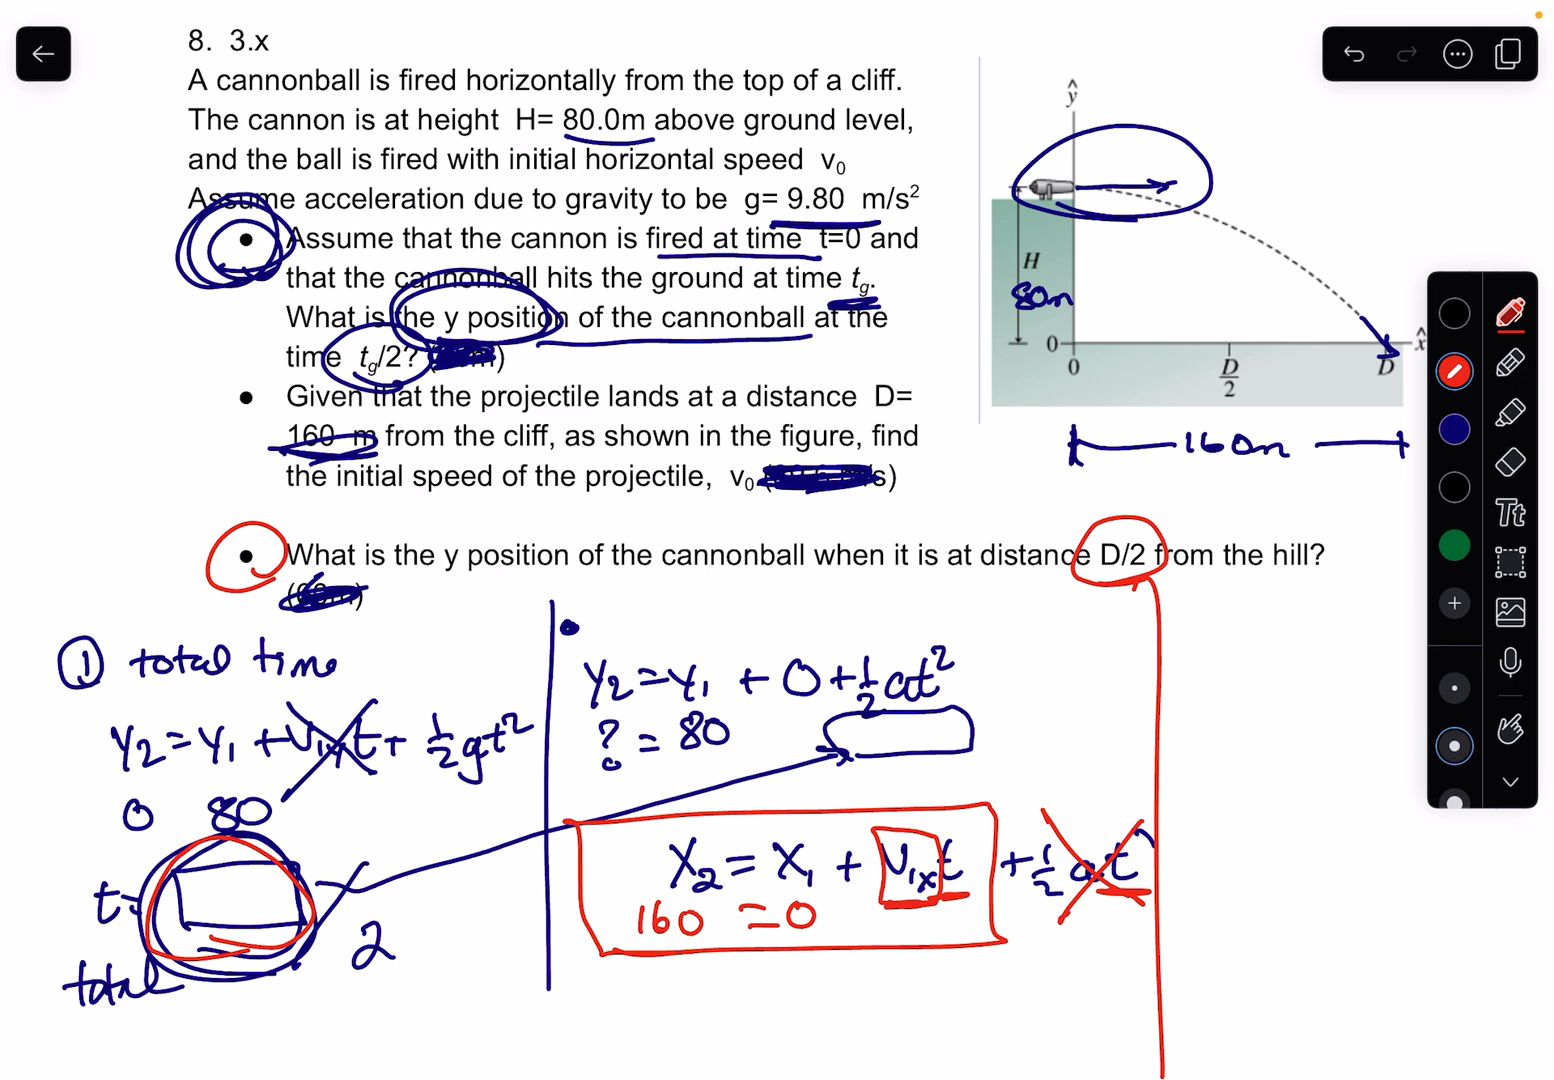 8. 3.x
A cannonball is fired horizontally from the top of a cliff.
The cannon is at height H= 80.0m above ground level,
and the ball is fired with initial horizontal speed v₀
Assume acceleration due to gravity to be g= 9.80 m/s²
● Assume that the cannon is fired at time t=0 and
that the cannonball hits the ground at time t_g.
What is the y position of the cannonball at the
time t_g/2? ( )
● Given that the projectile lands at a distance D=
160 m from the cliff, as shown in the figure, find
the initial speed of the projectile, v₀ ( s)
● What is the y position of the cannonball when it is at distance D/2 from the hill?
( )
ŷ
H
80m
0
x̂
0
D/2
D
160m
① total time
y₂ = y₁ + V₁yt + ½gt²
0 80
t=
total
2
y₂ = y₁ + 0 + ½at²
? = 80
X₂ = X₁ + V₁ₓt + ½at²
160 = 0
Tt